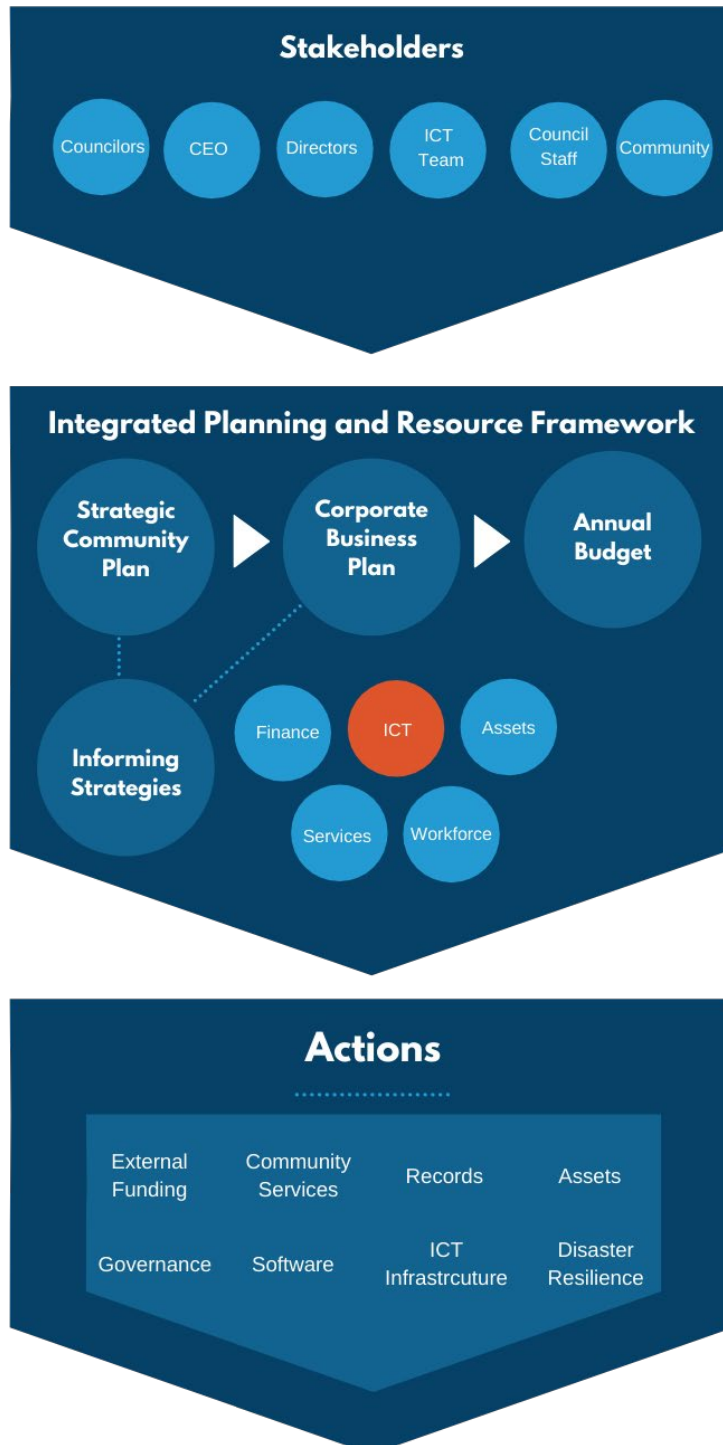 Stakeholders
Councilors
CEO
Directors
ICT
Team
Council
Staff
Community
Integrated Planning and Resource Framework
Strategic
Community
Plan
Corporate
Business
Plan
Annual
Budget
Informing
Strategies
Finance
ICT
Assets
Services
Workforce
Actions
External
Funding
Community
Services
Records
Assets
Governance
Software
ICT
Infrastrcuture
Disaster
Resilience